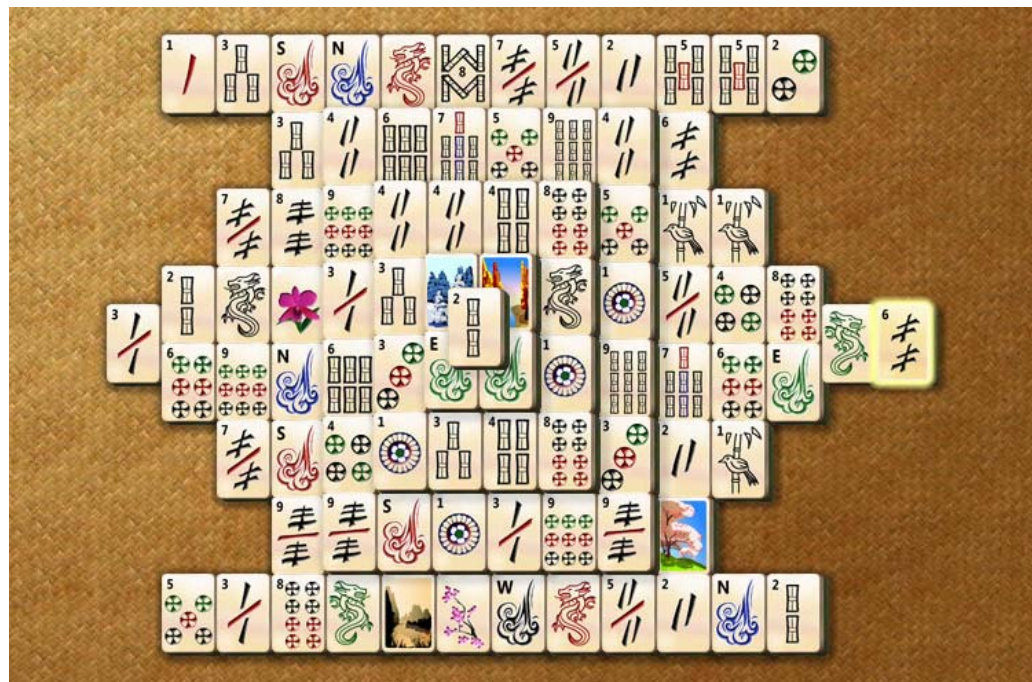 1 3 S N 8 7 5 2 5 5 2
3 4 6 7 5 9 4 6
7 8 9 4 4 4 8 5 1 1
2 3 3 1 5 4 8
3 2 6
6 9 N 6 3 E 1 9 7 6 E
7 S 4 1 3 4 8 3 2 1
9 9 S 1 3 9 9
5 3 8 W 5 2 N 2